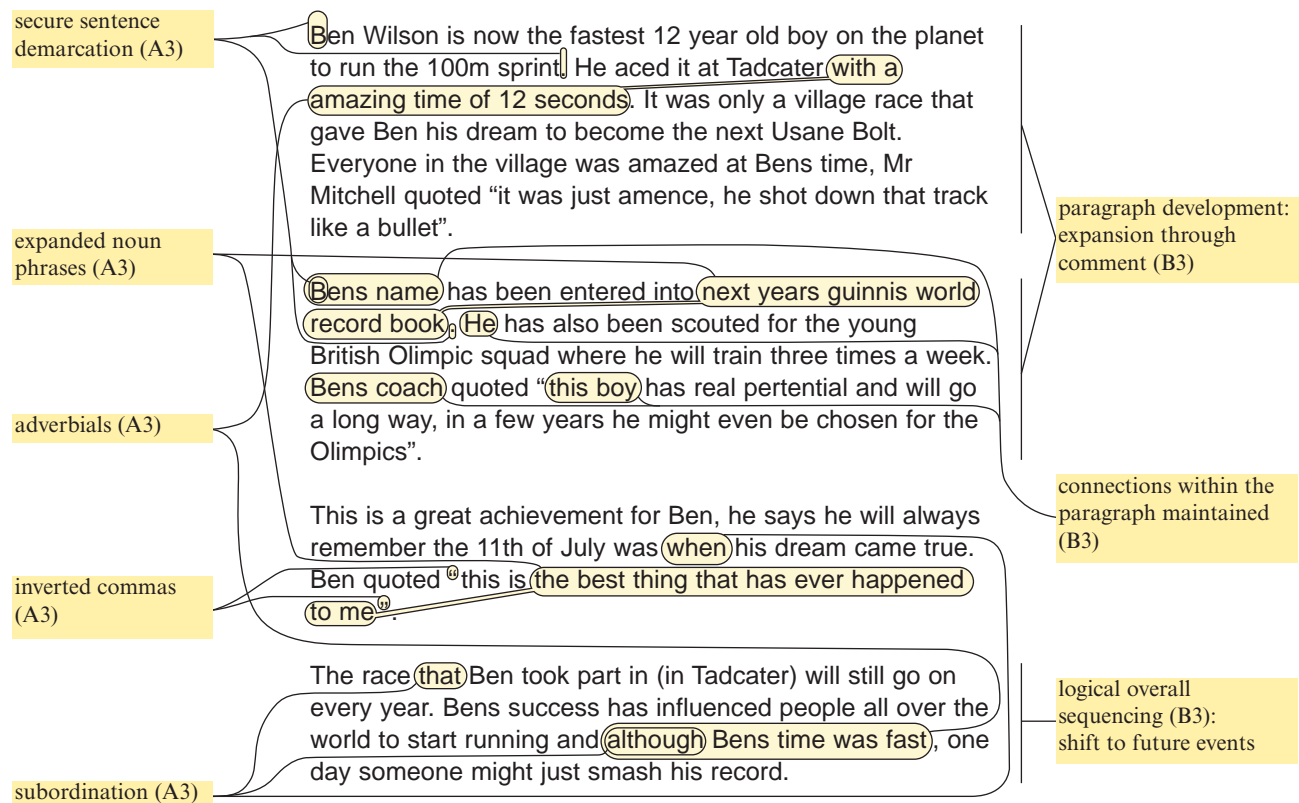 secure sentence
demarcation (A3)
expanded noun
phrases (A3)
adverbials (A3)
inverted commas
(A3)
subordination (A3)
Ben Wilson is now the fastest 12 year old boy on the planet
to run the 100m sprint. He aced it at Tadcater with a
amazing time of 12 seconds. It was only a village race that
gave Ben his dream to become the next Usane Bolt.
Everyone in the village was amazed at Bens time, Mr
Mitchell quoted “it was just amence, he shot down that track
like a bullet”.
Bens name has been entered into next years guinnis world
record book. He has also been scouted for the young
British Olimpic squad where he will train three times a week.
Bens coach quoted “this boy has real pertential and will go
a long way, in a few years he might even be chosen for the
Olimpics”.
This is a great achievement for Ben, he says he will always
remember the 11th of July was when his dream came true.
Ben quoted “this is the best thing that has ever happened
to me”.
The race that Ben took part in (in Tadcater) will still go on
every year. Bens success has influenced people all over the
world to start running and although Bens time was fast, one
day someone might just smash his record.
paragraph development:
expansion through
comment (B3)
connections within the
paragraph maintained
(B3)
logical overall
sequencing (B3):
shift to future events